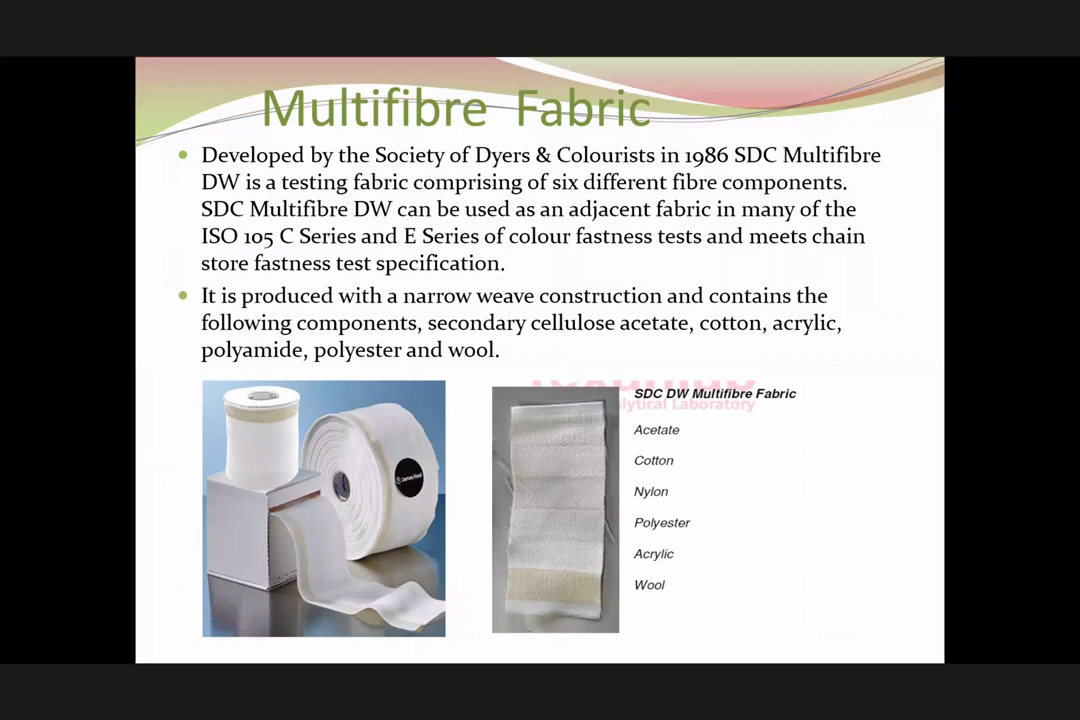 Multifibre Fabric
Developed by the Society of Dyers & Colourists in 1986 SDC Multifibre
DW is a testing fabric comprising of six different fibre components.
SDC Multifibre DW can be used as an adjacent fabric in many of the
ISO 105 C Series and E Series of colour fastness tests and meets chain
store fastness test specification.
It is produced with a narrow weave construction and contains the
following components, secondary cellulose acetate, cotton, acrylic,
polyamide, polyester and wool.
James Heal
SDC DW Multifibre Fabric
Laboratory
Acetate
Cotton
Nylon
Polyester
Acrylic
Wool